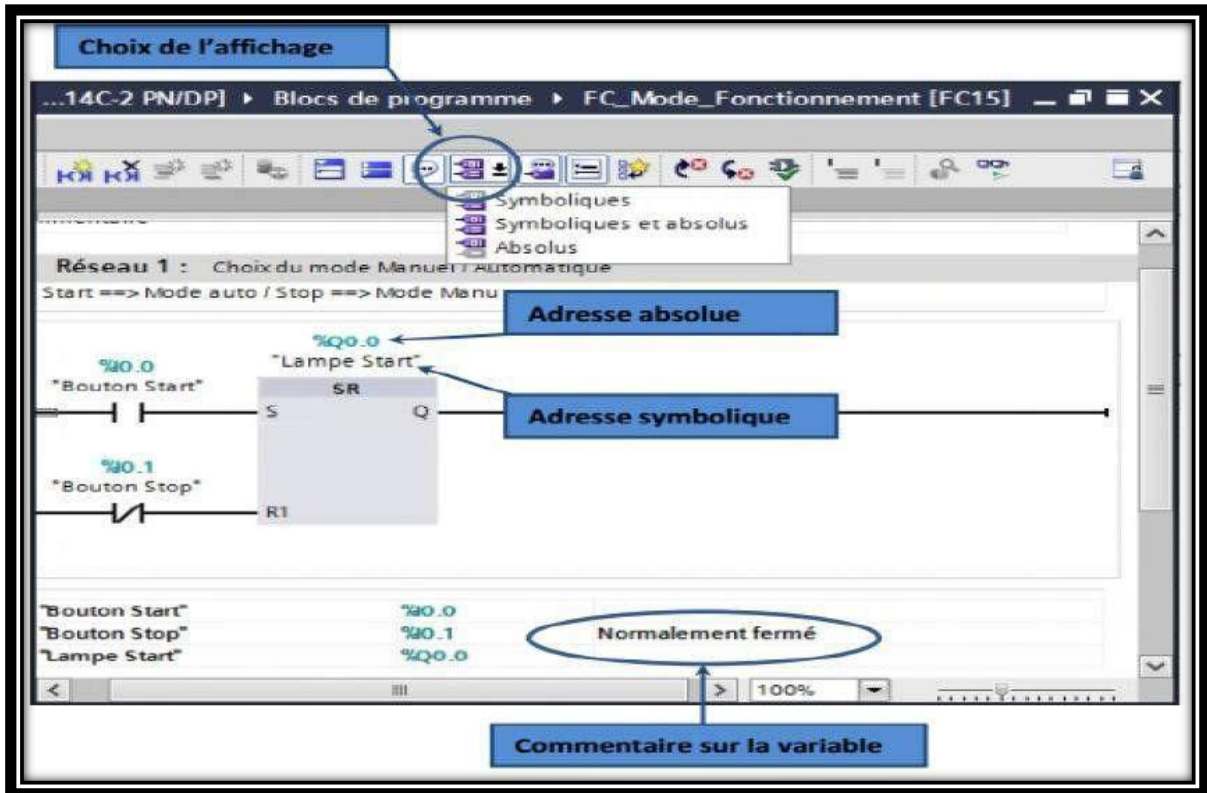 Choix de l'affichage
...14C-2 PN/DP] ▸ Blocs de programme ▸ FC_Mode_Fonctionnement [FC15]
Symboliques
Symboliques et absolus
Absolus
Réseau 1 : Choix du mode Manuel / Automatique
Start ==> Mode auto / Stop ==> Mode Manu
Adresse absolue
%Q0.0
"Lampe Start"
%I0.0
"Bouton Start"
SR
S Q
Adresse symbolique
%I0.1
"Bouton Stop"
R1
"Bouton Start" %I0.0
"Bouton Stop" %I0.1 Normalement fermé
"Lampe Start" %Q0.0
100%
Commentaire sur la variable